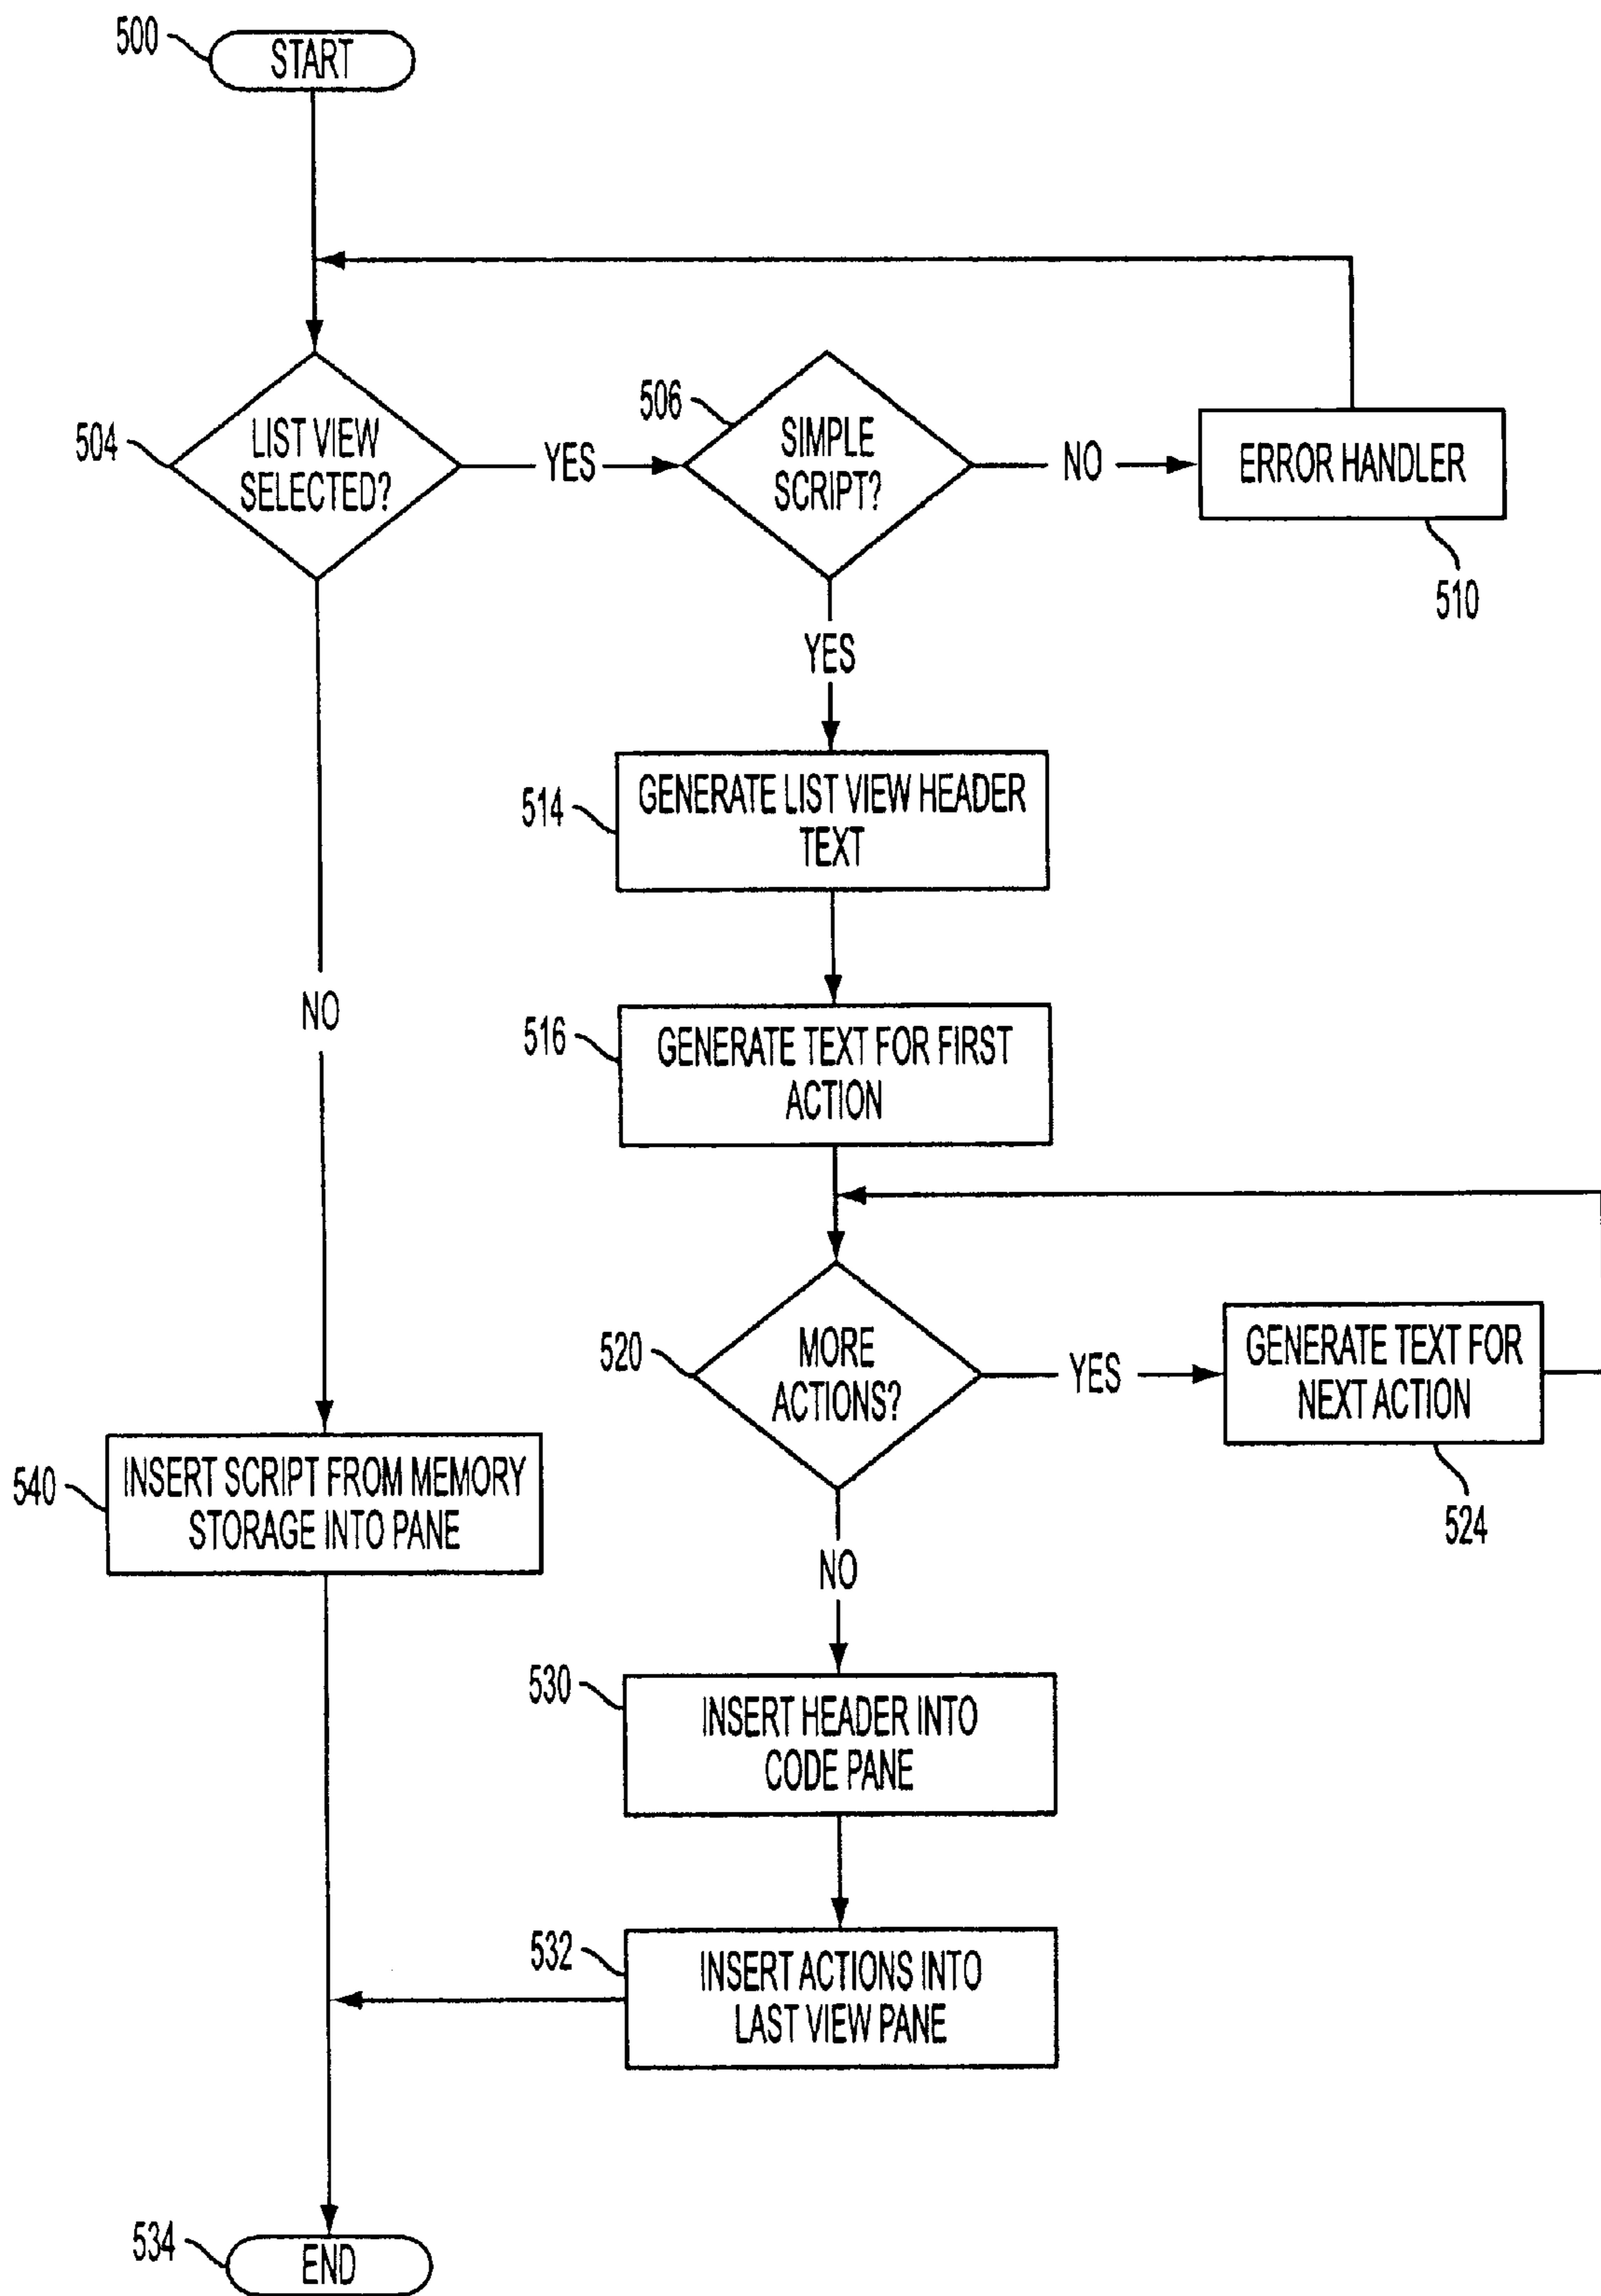 500
START
504
LIST VIEW
SELECTED?
YES
506
SIMPLE
SCRIPT?
NO
ERROR HANDLER
510
YES
514
GENERATE LIST VIEW HEADER
TEXT
NO
516
GENERATE TEXT FOR FIRST
ACTION
520
MORE
ACTIONS?
YES
GENERATE TEXT FOR
NEXT ACTION
524
540
INSERT SCRIPT FROM MEMORY
STORAGE INTO PANE
NO
530
INSERT HEADER INTO
CODE PANE
532
INSERT ACTIONS INTO
LAST VIEW PANE
534
END